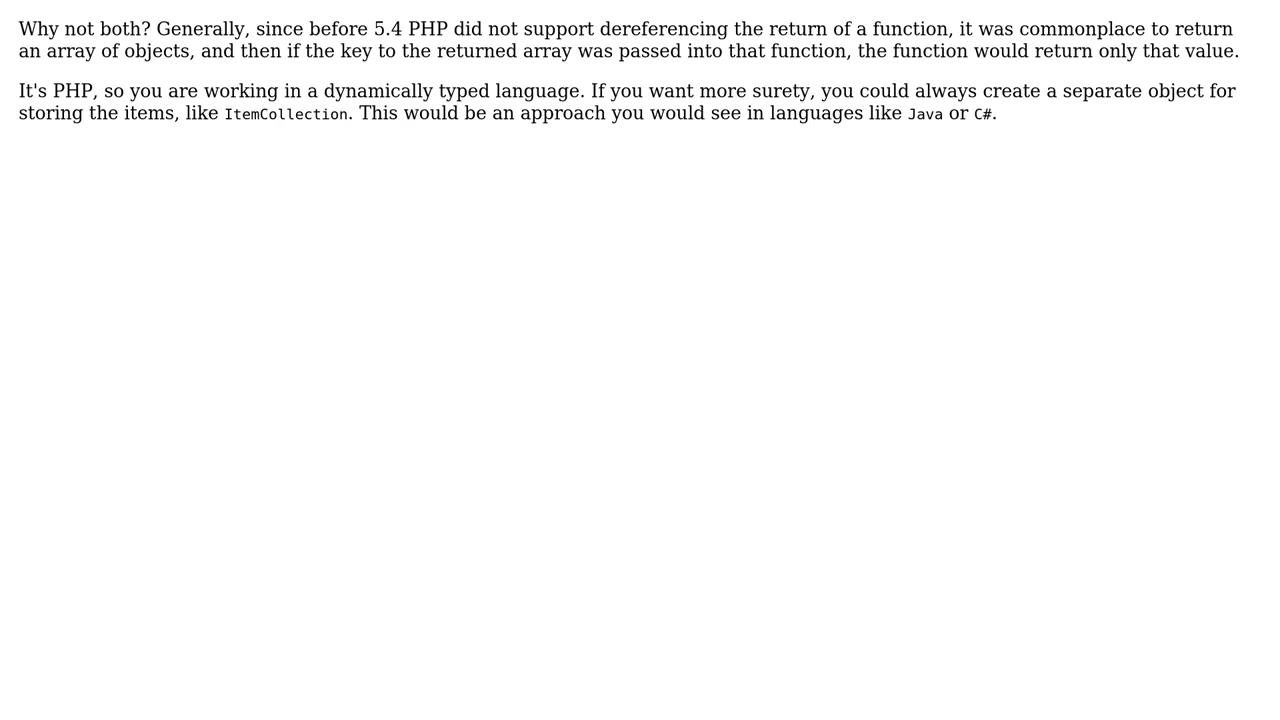 Why not both? Generally, since before 5.4 PHP did not support dereferencing the return of a function, it was commonplace to return
an array of objects, and then if the key to the returned array was passed into that function, the function would return only that value.
It's PHP, so you are working in a dynamically typed language. If you want more surety, you could always create a separate object for
storing the items, like ItemCollection. This would be an approach you would see in languages like Java or C#.